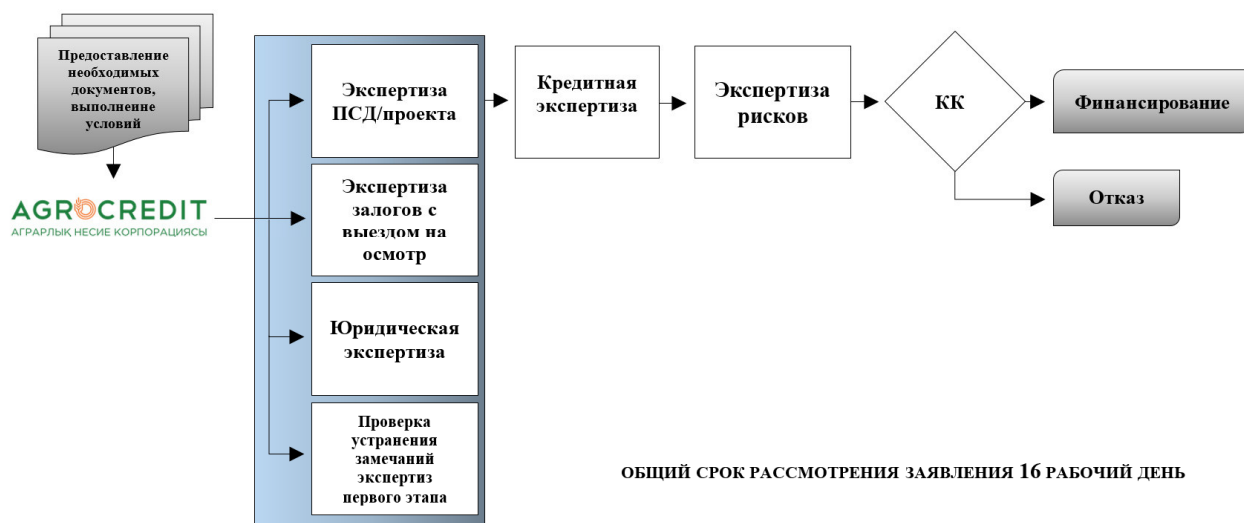 Предоставление
необходимых
документов,
выполнение
условий
AGROCREDIT
АГРАРЛЫҚ НЕСИЕ КОРПОРАЦИЯСЫ
Экспертиза
ПСД/проекта
Экспертиза
залогов с
выездом на
осмотр
Юридическая
экспертиза
Проверка
устранения
замечаний
экспертиз
первого этапа
Кредитная
экспертиза
Экспертиза
рисков
КК
Финансирование
Отказ
ОБЩИЙ СРОК РАССМОТРЕНИЯ ЗАЯВЛЕНИЯ 16 РАБОЧИЙ ДЕНЬ